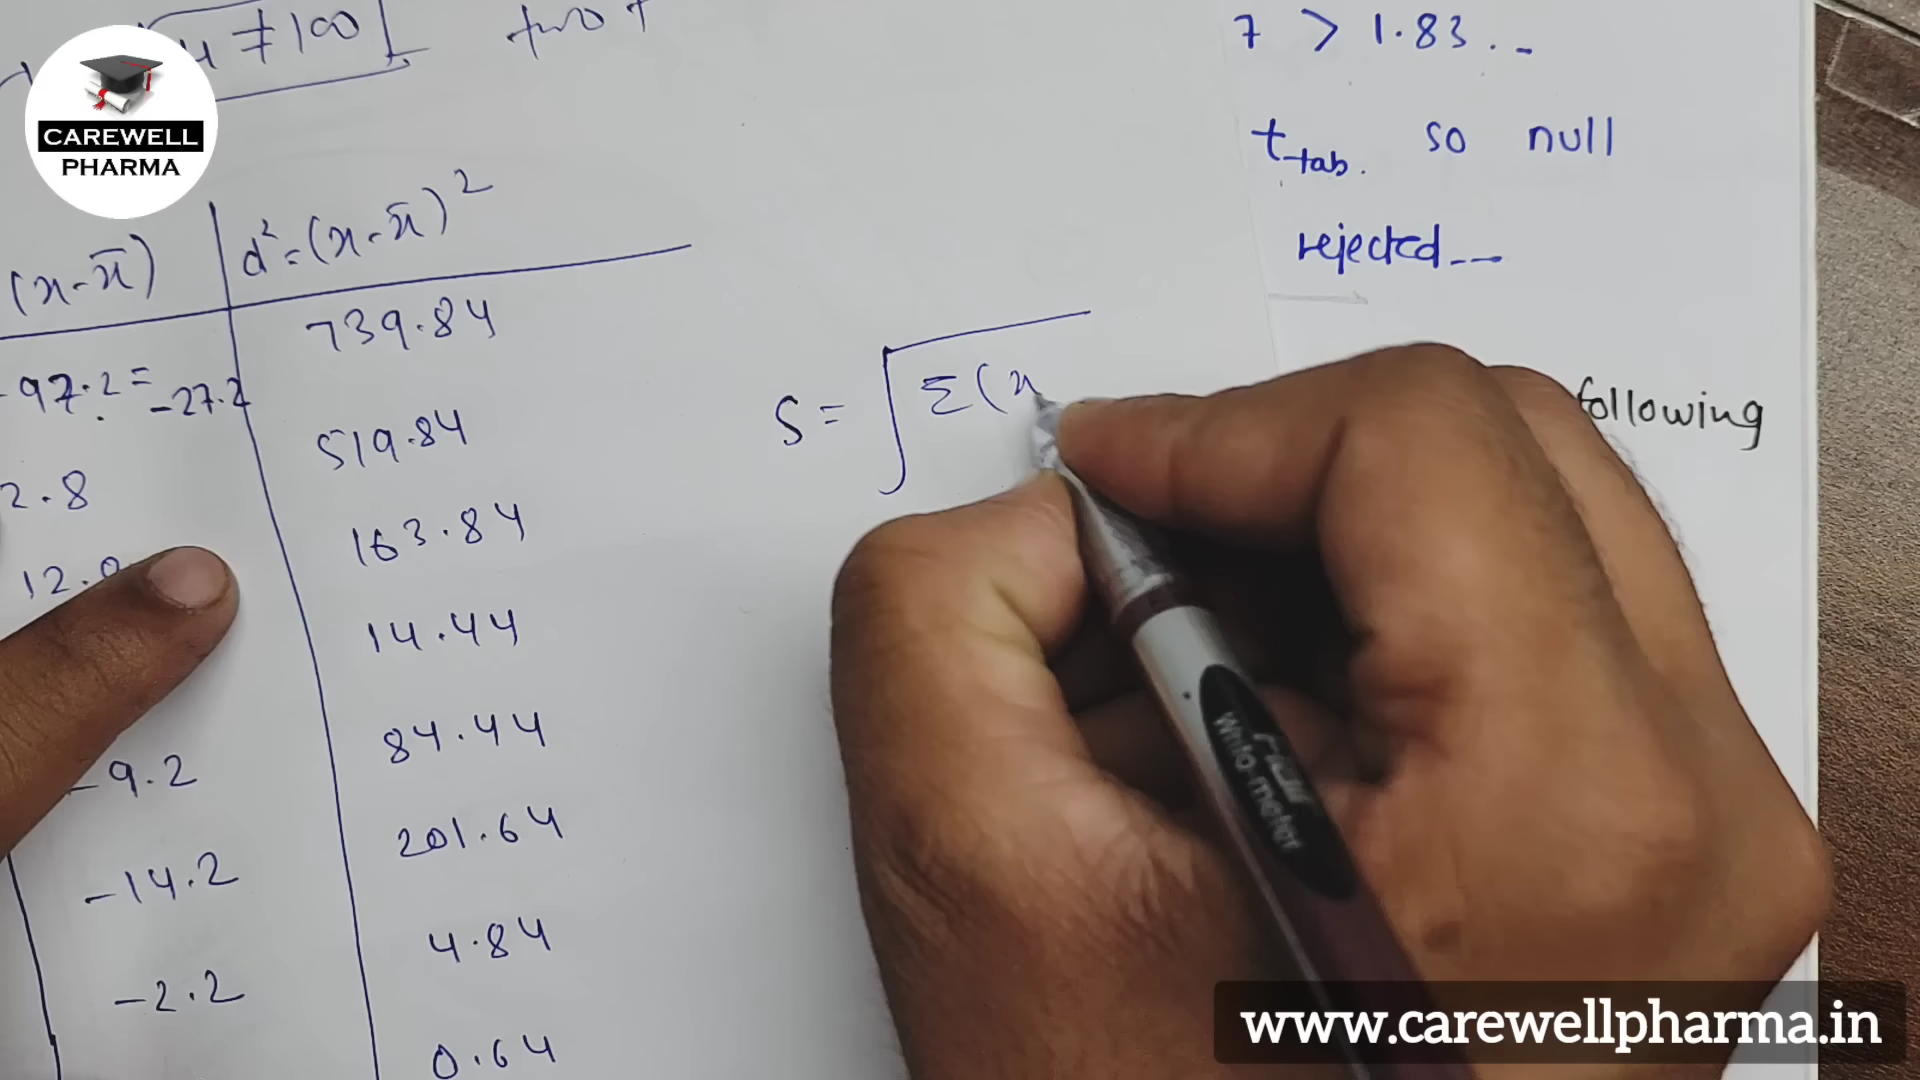 μ ≠ 100
7 > 1.83..
t tab. so null
rejected...
CAREWELL
PHARMA
(x-x̄) d²=(x-x̄)²
-97.2= -27.2 739.84
2.8 519.84
12. 163.84
14.44
-9.2 84.44
-14.2 201.64
-2.2 4.84
0.64
S = √Σ(x
following
www.carewellpharma.in